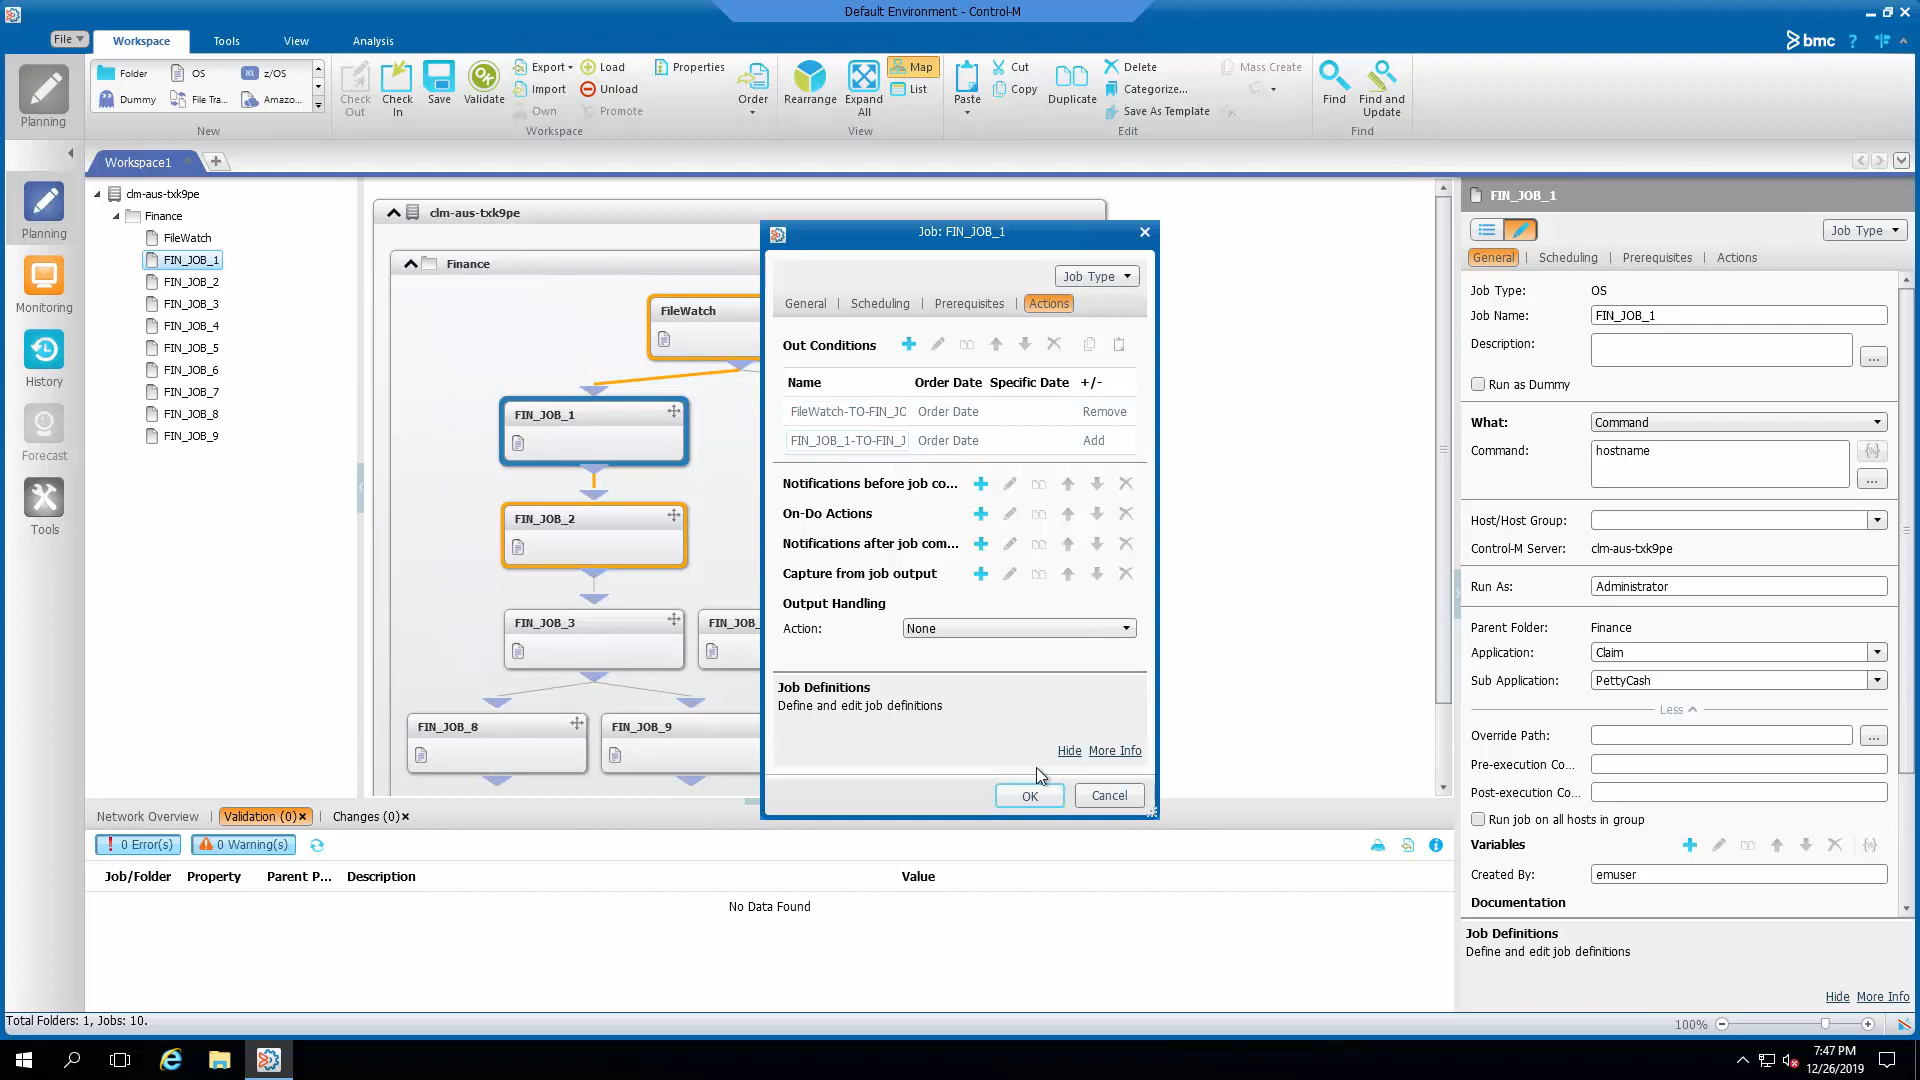 Default Environment - Control-M
File
Workspace
Tools
View
Analysis
bmc
?
Planning
Folder
OS
z/OS
Dummy
File Tra...
Amazo...
New
Check Out
Check In
Save
Validate
Export
Import
Own
Load
Unload
Promote
Properties
Order
Workspace
Rearrange
Expand All
Map
List
View
Paste
Cut
Copy
Duplicate
Delete
Categorize...
Save As Template
Mass Create
Edit
Find
Find and Update
Find
Workspace1
Planning
Monitoring
History
Forecast
Tools
clm-aus-txk9pe
Finance
FileWatch
FIN_JOB_1
FIN_JOB_2
FIN_JOB_3
FIN_JOB_4
FIN_JOB_5
FIN_JOB_6
FIN_JOB_7
FIN_JOB_8
FIN_JOB_9
clm-aus-txk9pe
Finance
FileWatch
FIN_JOB_1
FIN_JOB_2
FIN_JOB_3
FIN_JOB_
FIN_JOB_8
FIN_JOB_9
Job: FIN_JOB_1
Job Type
General | Scheduling | Prerequisites | Actions
Out Conditions
Name Order Date Specific Date +/-
FileWatch-TO-FIN_JC Order Date Remove
FIN_JOB_1-TO-FIN_J Order Date Add
Notifications before job co...
On-Do Actions
Notifications after job com...
Capture from job output
Output Handling
Action: None
Job Definitions
Define and edit job definitions
Hide More Info
OK Cancel
FIN_JOB_1
Job Type
General | Scheduling | Prerequisites | Actions
Job Type: OS
Job Name: FIN_JOB_1
Description:
...
Run as Dummy
What: Command
Command: hostname
...
Host/Host Group:
Control-M Server: clm-aus-txk9pe
Run As: Administrator
Parent Folder: Finance
Application: Claim
Sub Application: PettyCash
Less
Override Path:
...
Pre-execution Co...
Post-execution Co...
Run job on all hosts in group
Variables
Created By: emuser
Documentation
Job Definitions
Define and edit job definitions
Hide More Info
Network Overview | Validation (0) | Changes (0)
0 Error(s) 0 Warning(s)
Job/Folder Property Parent P... Description Value
No Data Found
Total Folders: 1, Jobs: 10.
100%
7:47 PM
12/26/2019